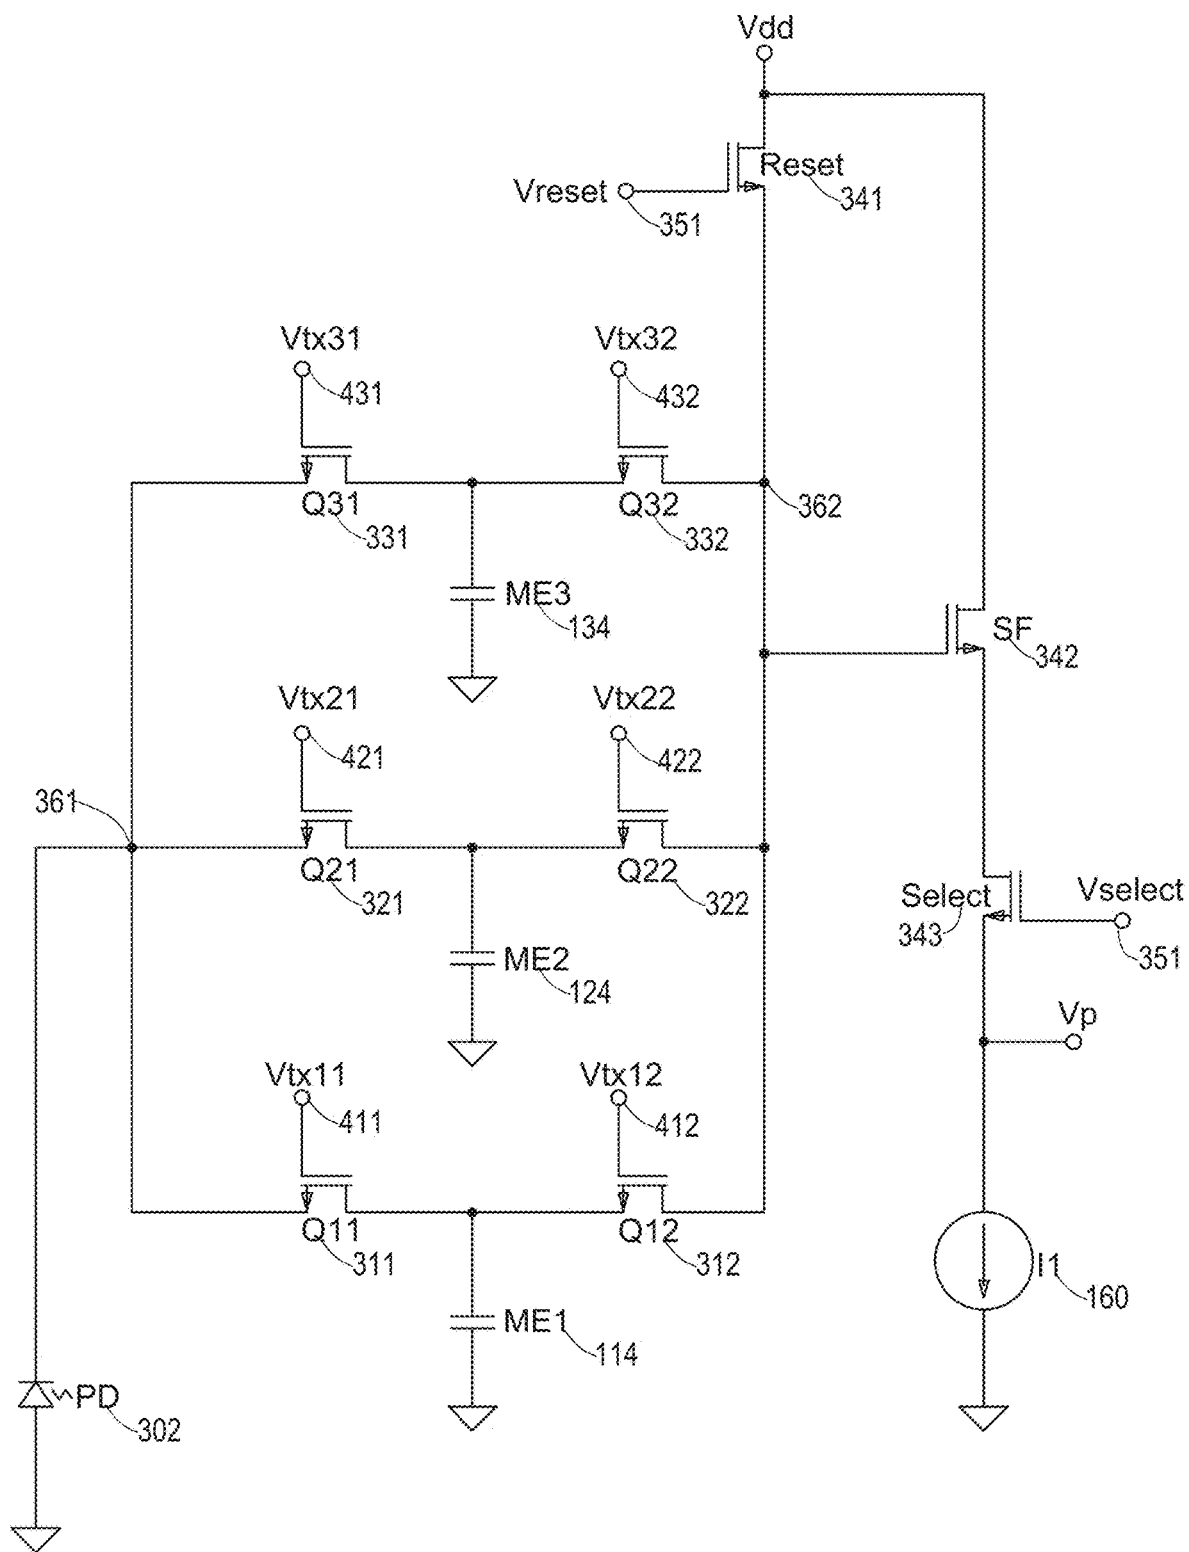 Vdd
Reset
341
Vreset
351
Vtx31
431
Vtx32
432
Q31
331
Q32
332
362
ME3
134
SF
342
Vtx21
421
Vtx22
422
361
Q21
321
Q22
322
Select
343
Vselect
351
ME2
124
Vp
Vtx11
411
Vtx12
412
Q11
311
Q12
312
I1
160
ME1
114
PD
302